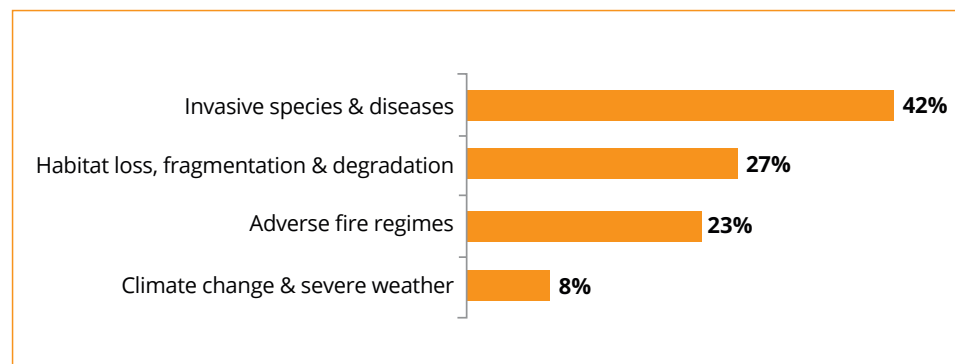 Invasive species & diseases 42%
Habitat loss, fragmentation & degradation 27%
Adverse fire regimes 23%
Climate change & severe weather 8%